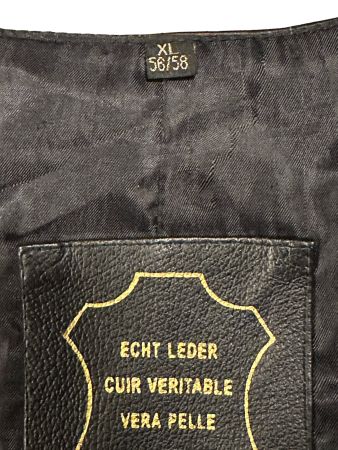 XL
56/58
ECHT LEDER
CUIR VERITABLE
VERA PELLE